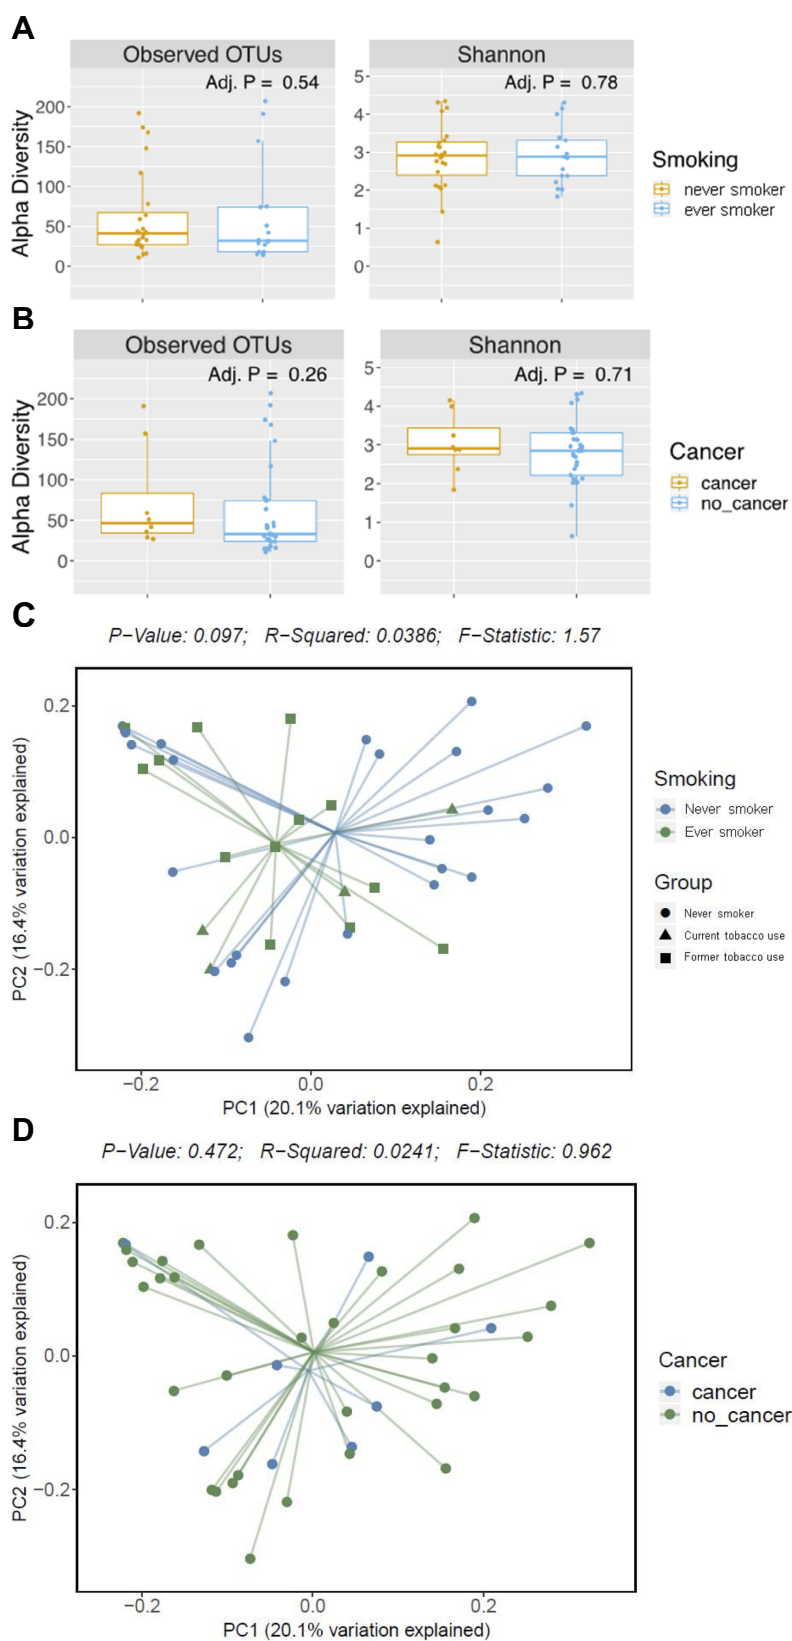 A
Observed OTUs
Shannon
Adj. P = 0.54
Adj. P = 0.78
Alpha Diversity
200
150
100
50
0
5
4
3
2
1
0
Smoking
never smoker
ever smoker
B
Observed OTUs
Shannon
Adj. P = 0.26
Adj. P = 0.71
Alpha Diversity
200
150
100
50
0
5
4
3
2
1
0
Cancer
cancer
no_cancer
C
P−Value: 0.097; R−Squared: 0.0386; F−Statistic: 1.57
PC2 (16.4% variation explained)
0.2
0.0
−0.2
−0.2 0.0 0.2
PC1 (20.1% variation explained)
Smoking
Never smoker
Ever smoker
Group
Never smoker
Current tobacco use
Former tobacco use
D
P−Value: 0.472; R−Squared: 0.0241; F−Statistic: 0.962
PC2 (16.4% variation explained)
0.2
0.0
−0.2
−0.2 0.0 0.2
PC1 (20.1% variation explained)
Cancer
cancer
no_cancer